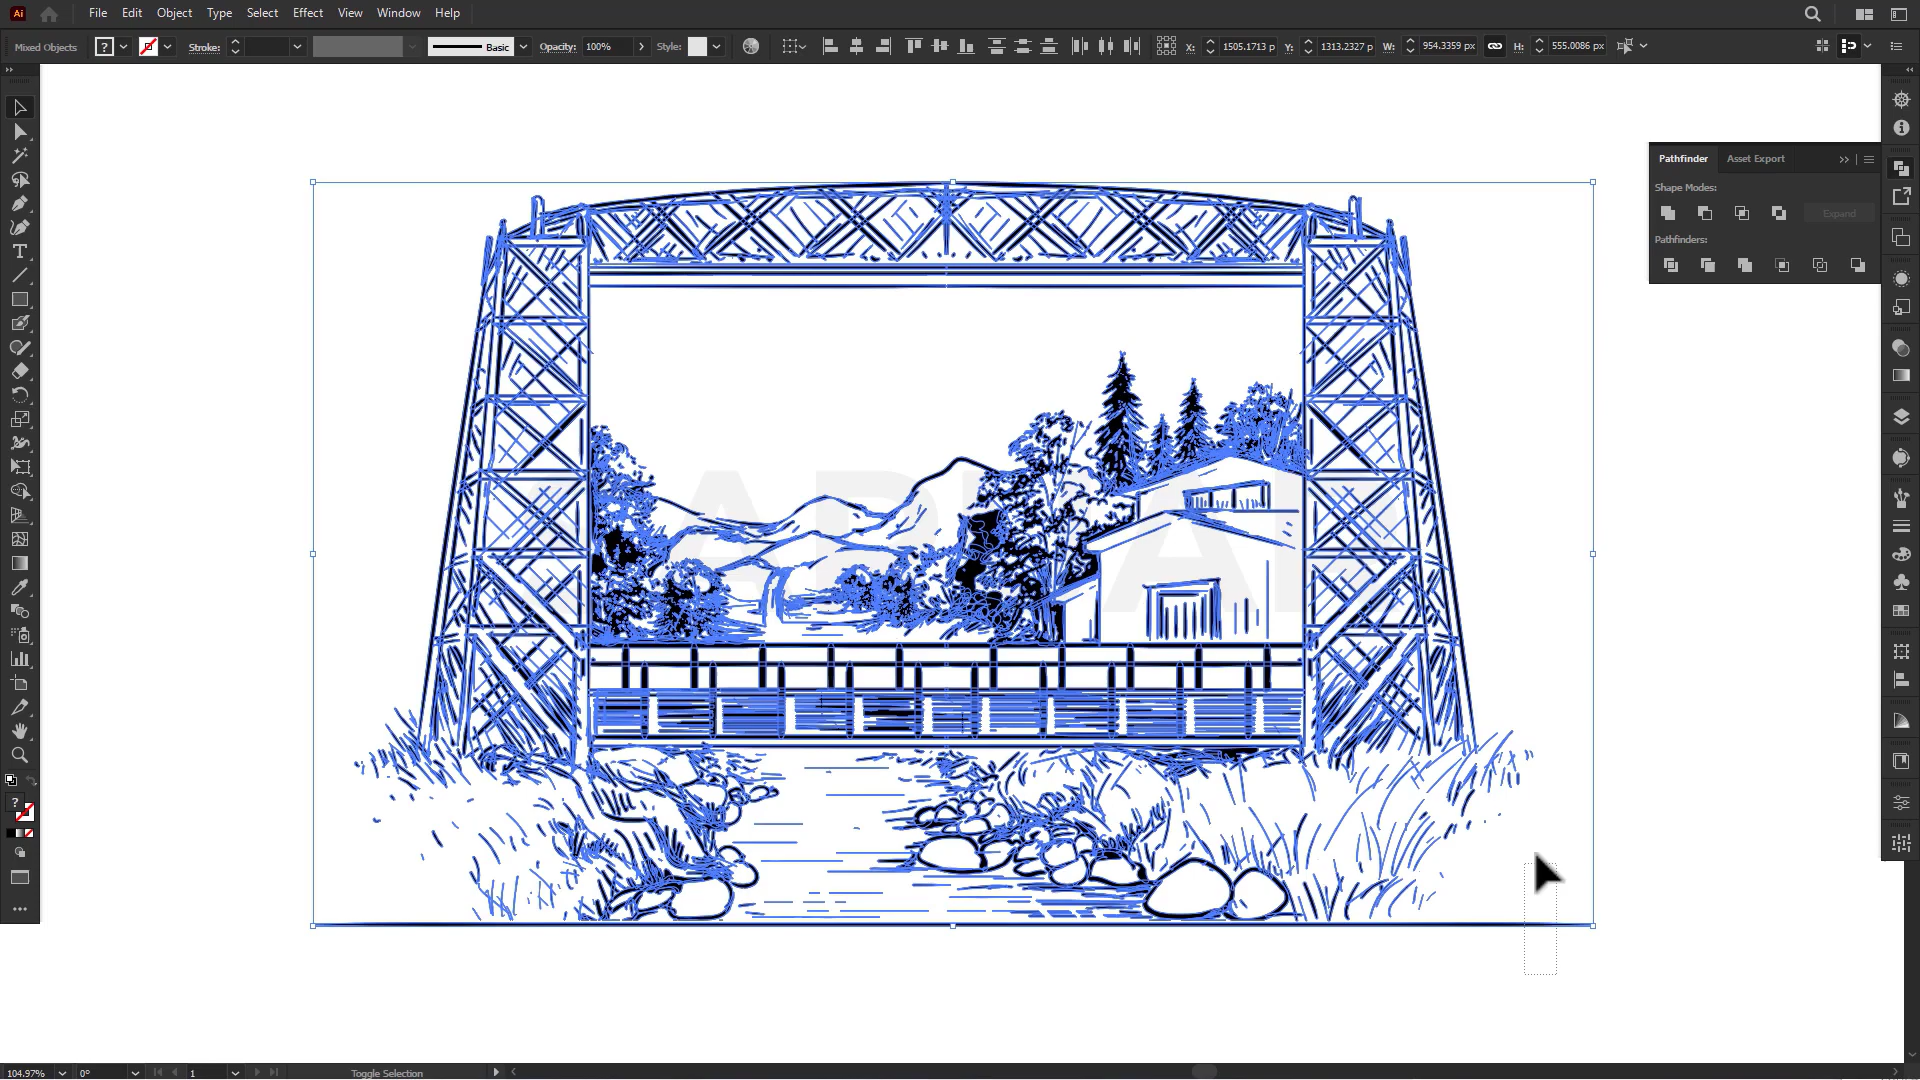 Ai File Edit Object Type Select Effect View Window Help
Mixed Objects ? Stroke: Basic Opacity: 100% Style: X: 1505.1713 p Y: 1313.2327 p W: 954.3359 px H: 555.0086 px
Pathfinder Asset Export
Shape Modes:
Expand
Pathfinders:
?
104.97% 0° 1 Toggle Selection